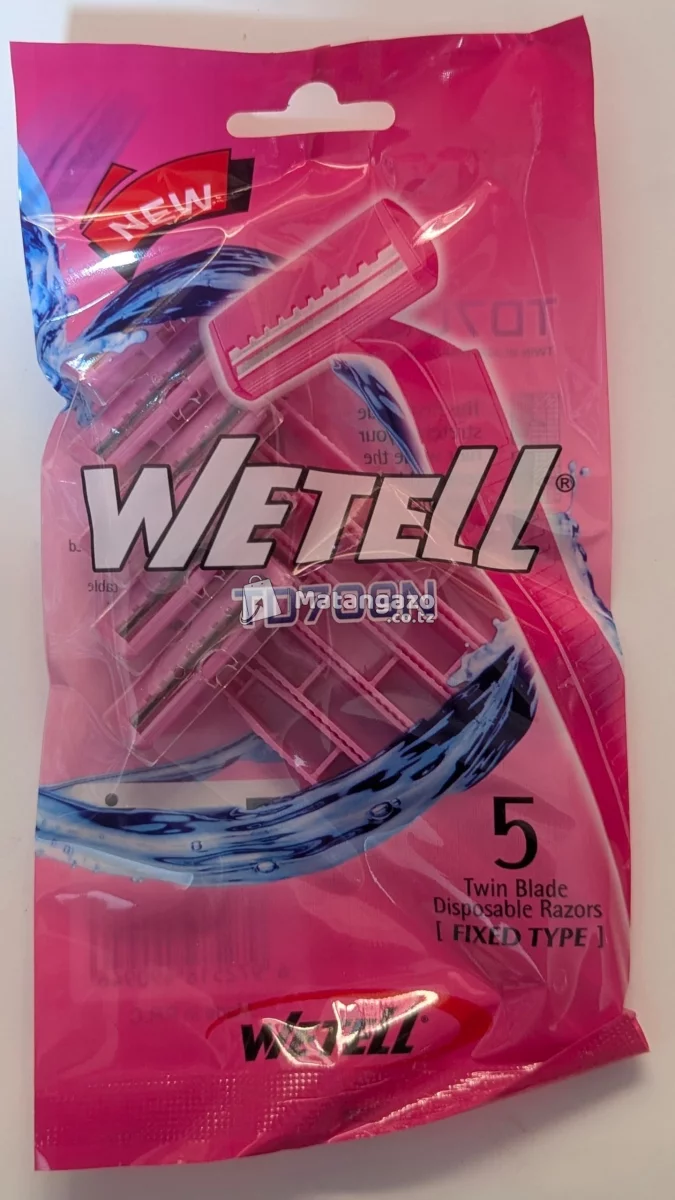 NEW
WETELL®
TD700N
Matangazo
.co.tz
5
Twin Blade
Disposable Razors
[ FIXED TYPE ]
WETELL